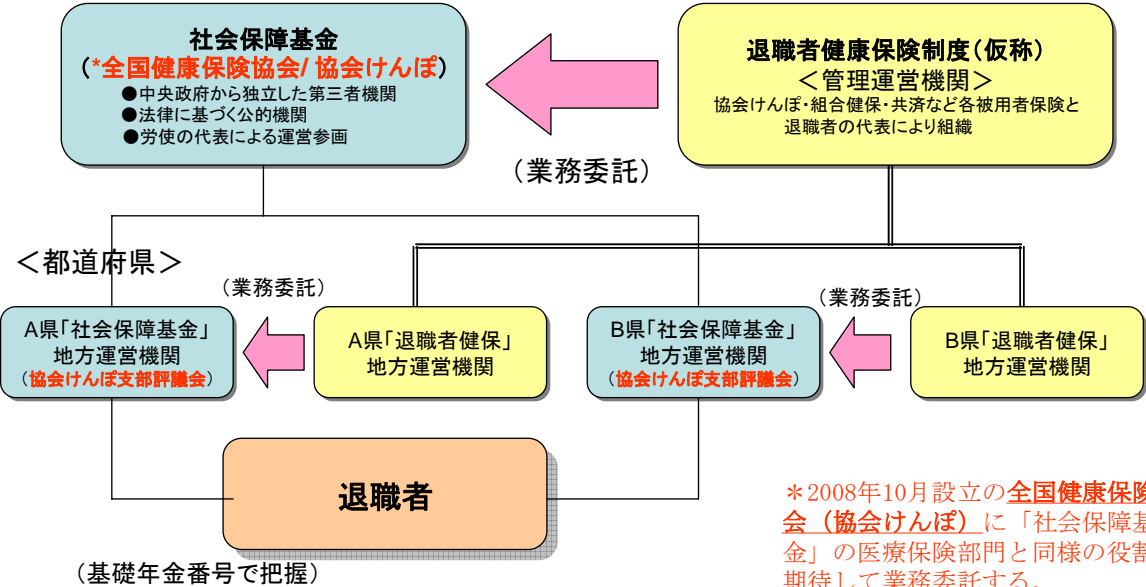 社会保障基金
(*全国健康保険協会/ 協会けんぽ)
●中央政府から独立した第三者機関
●法律に基づく公的機関
●労使の代表による運営参画
退職者健康保険制度(仮称)
＜管理運営機関＞
協会けんぽ・組合健保・共済など各被用者保険と
退職者の代表により組織
(業務委託)
＜都道府県＞
(業務委託)
(業務委託)
A県「社会保障基金」
地方運営機関
(協会けんぽ支部評議会)
A県「退職者健保」
地方運営機関
B県「社会保障基金」
地方運営機関
(協会けんぽ支部評議会)
B県「退職者健保」
地方運営機関
退職者
(基礎年金番号で把握)
＊2008年10月設立の全国健康保険
会（協会けんぽ）に「社会保障基
金」の医療保険部門と同様の役割
期待して業務委託する。